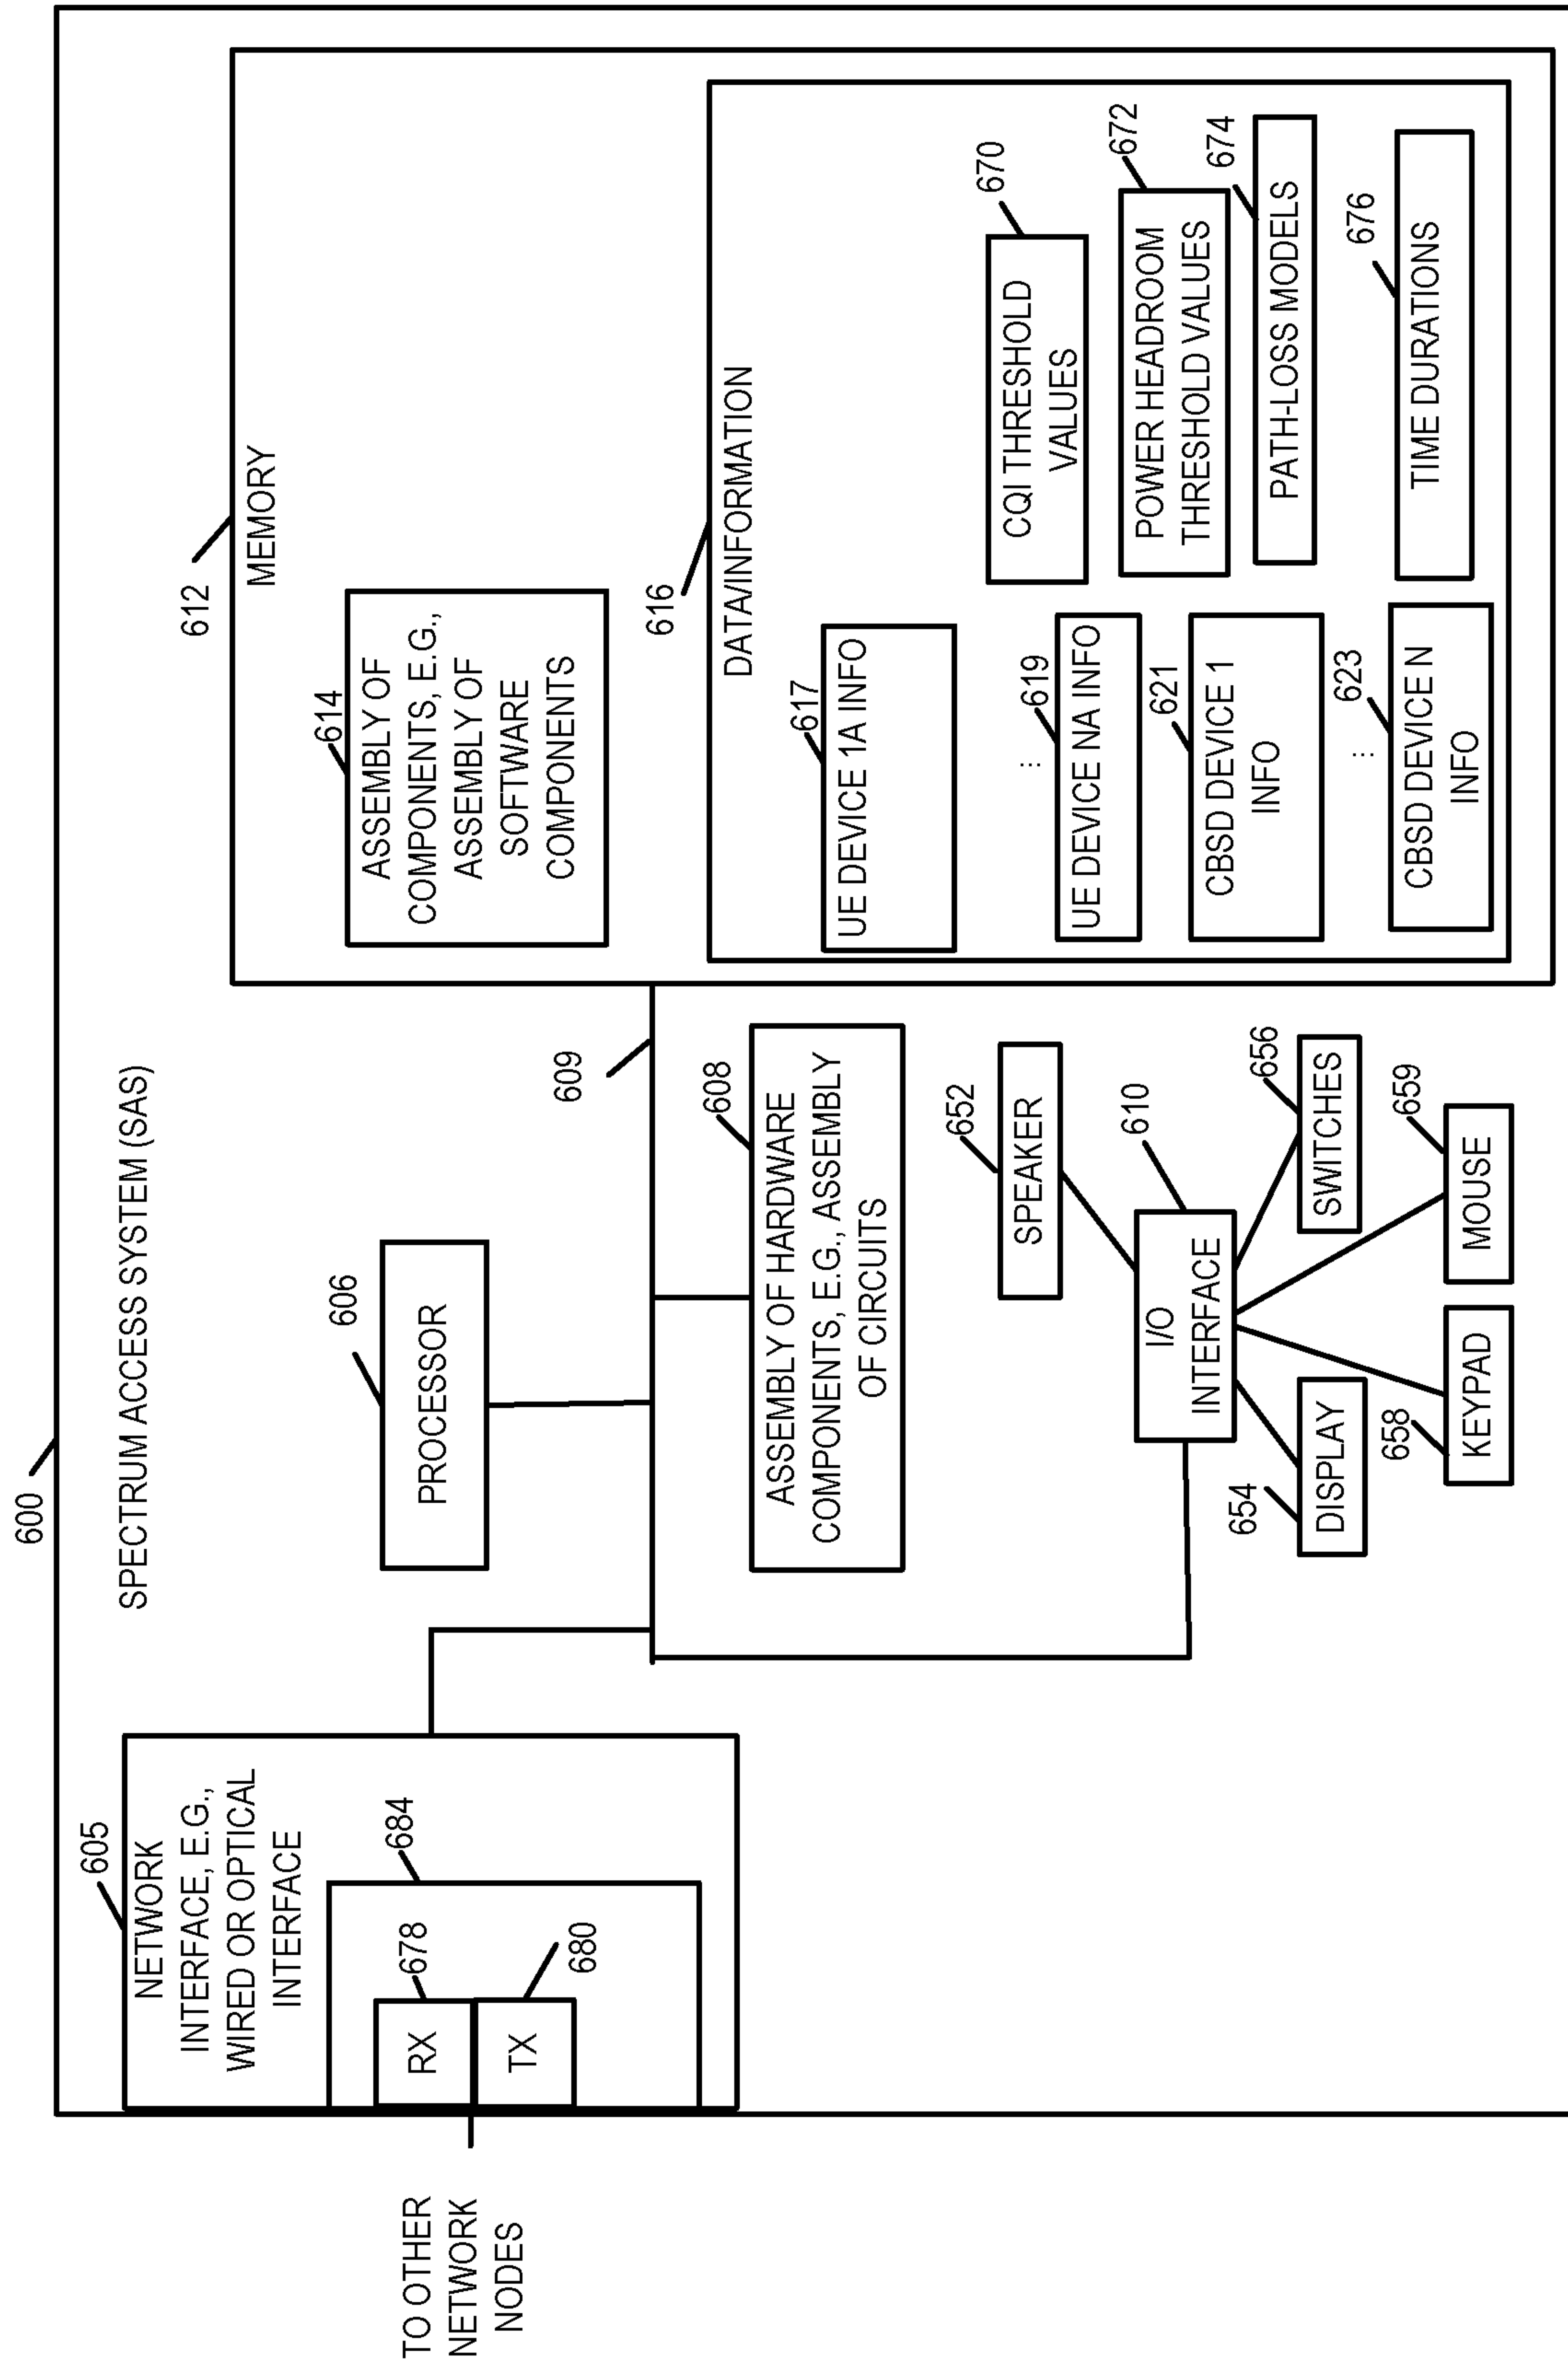 600
SPECTRUM ACCESS SYSTEM (SAS)
605
NETWORK
INTERFACE, E.G.,
WIRED OR OPTICAL
INTERFACE
684
RX
678
TX
680
TO OTHER
NETWORK
NODES
606
PROCESSOR
609
608
ASSEMBLY OF HARDWARE
COMPONENTS, E.G., ASSEMBLY
OF CIRCUITS
652
SPEAKER
610
I/O
INTERFACE
654
DISPLAY
656
SWITCHES
658
KEYPAD
659
MOUSE
612
MEMORY
614
ASSEMBLY OF
COMPONENTS, E.G.,
ASSEMBLY OF
SOFTWARE
COMPONENTS
616
DATA/INFORMATION
617
UE DEVICE 1A INFO
...
619
UE DEVICE NA INFO
621
CBSD DEVICE 1
INFO
...
623
CBSD DEVICE N
INFO
670
CQI THRESHOLD
VALUES
672
POWER HEADROOM
THRESHOLD VALUES
674
PATH-LOSS MODELS
676
TIME DURATIONS